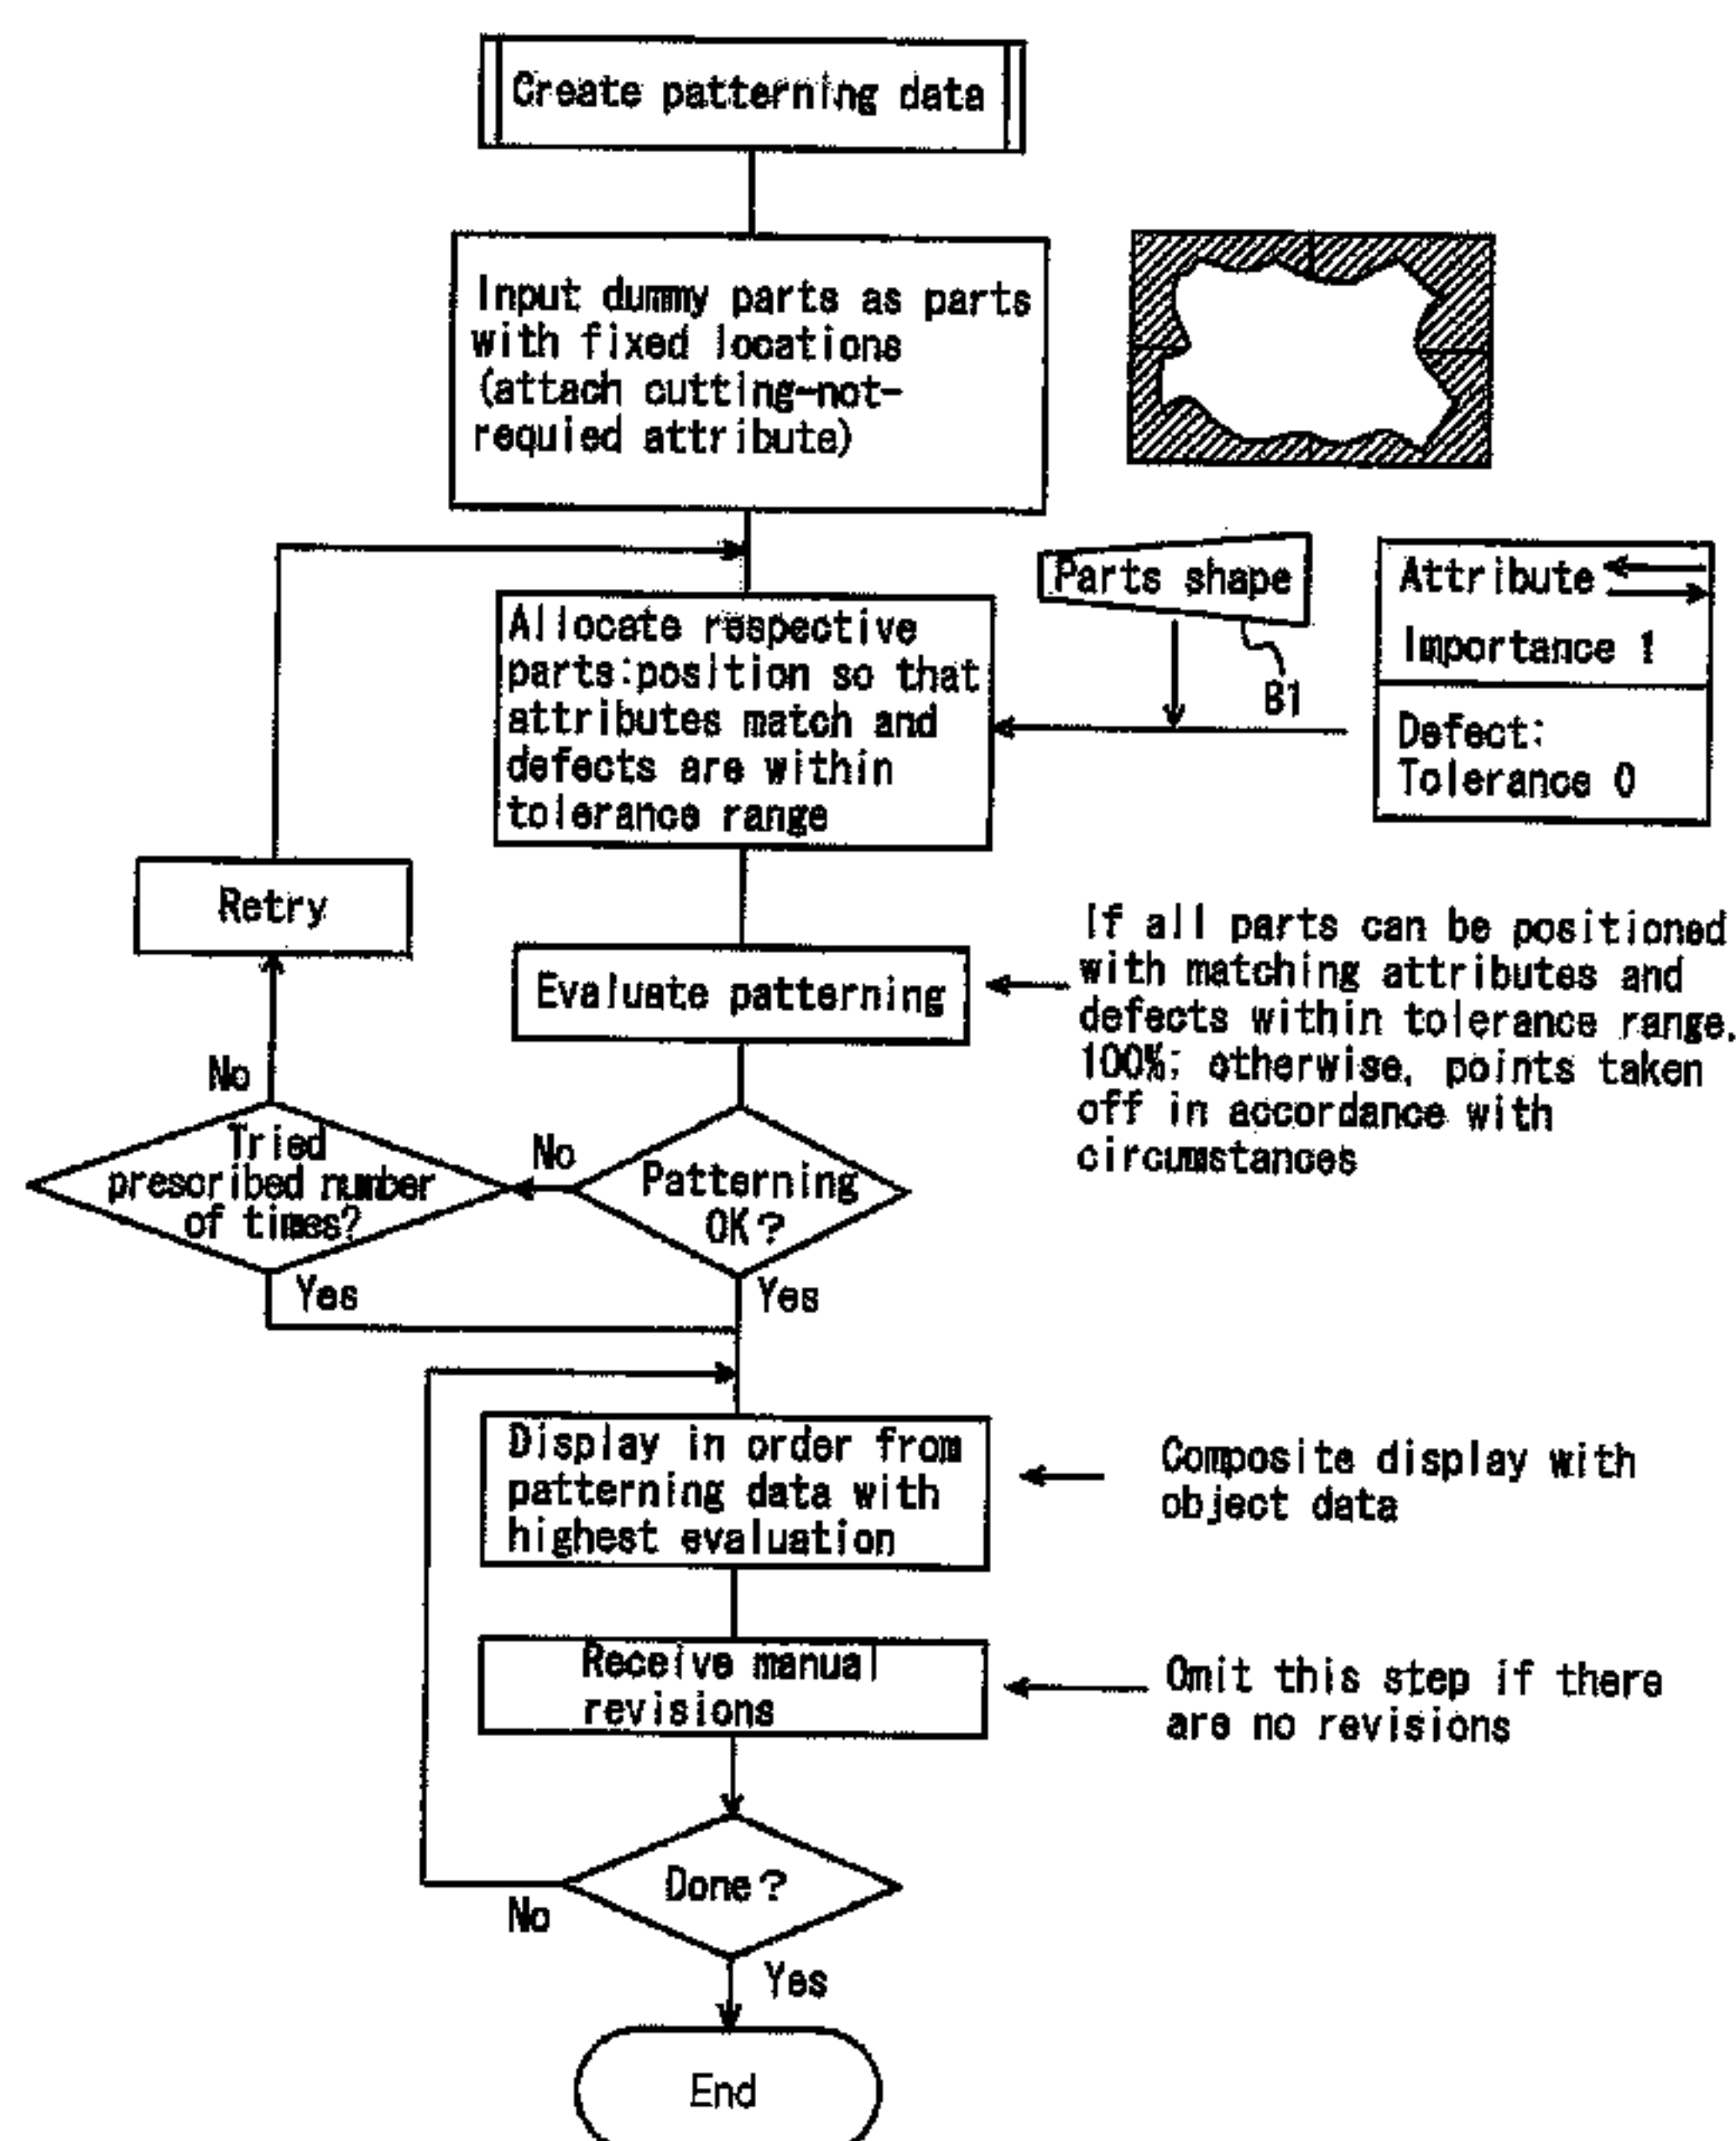 Create patterning data
Input dummy parts as parts
with fixed locations
(attach cutting-not-
requied attribute)
Parts shape
B1
Attribute
Importance 1
Defect:
Tolerance 0
Allocate respective
parts:position so that
attributes match and
defects are within
tolerance range
Retry
Evaluate patterning
If all parts can be positioned
with matching attributes and
defects within tolerance range,
100%; otherwise, points taken
off in accordance with
circumstances
No
Tried
prescribed number
of times?
No
Patterning
OK?
Yes
Yes
Display in order from
patterning data with
highest evaluation
Composite display with
object data
Receive manual
revisions
Omit this step if there
are no revisions
Done?
No
Yes
End